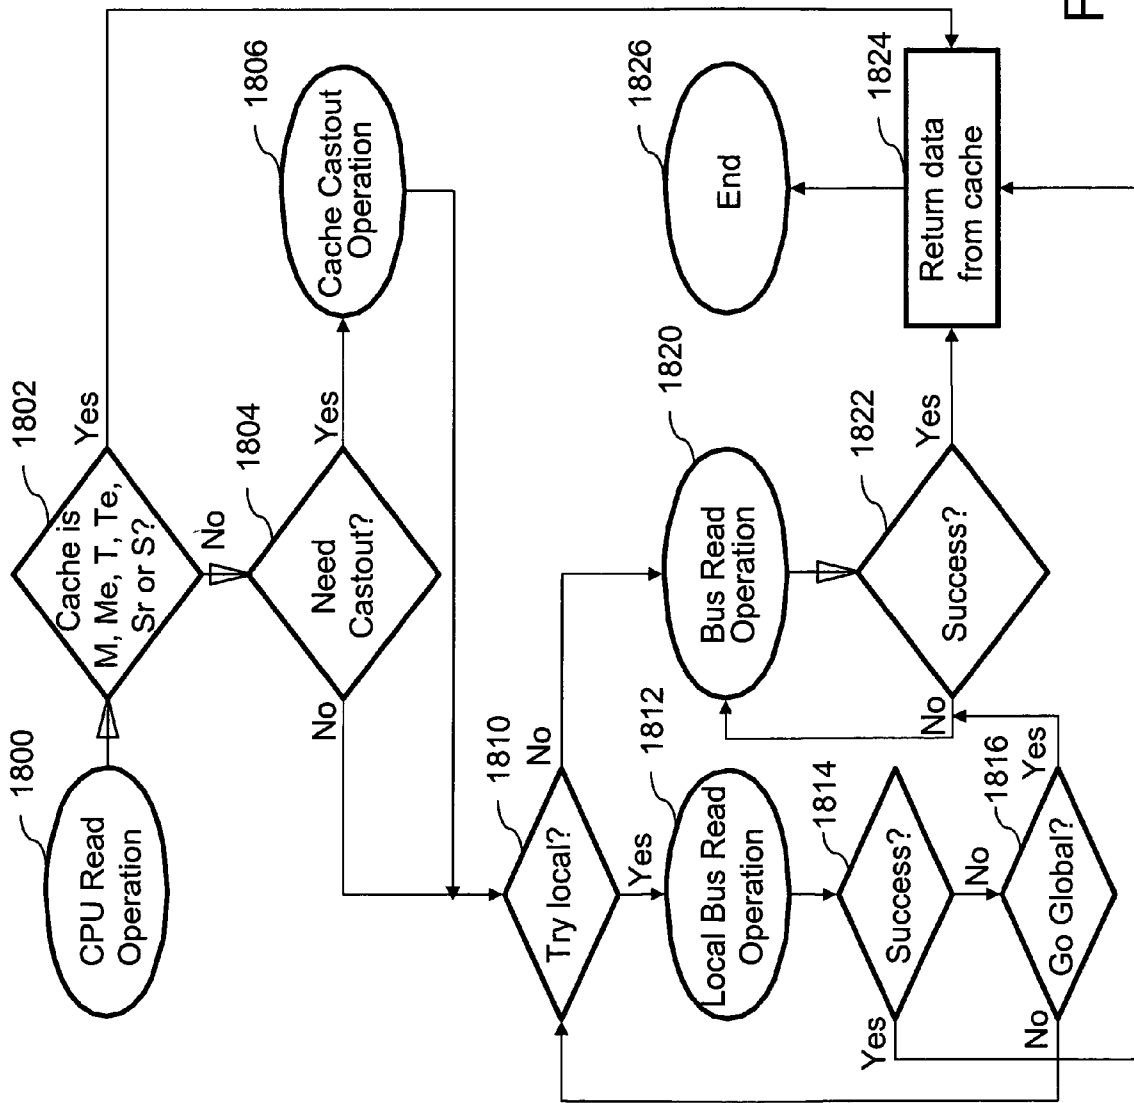 1800
CPU Read
Operation
1802
Cache is
M, Me, T, Te,
Sr or S?
Yes
No
1804
Need
Castout?
Yes
No
1806
Cache Castout
Operation
1810
Try local?
No
Yes
1812
Local Bus Read
Operation
1814
Success?
Yes
No
1816
Go Global?
Yes
No
1820
Bus Read
Operation
1822
Success?
Yes
No
1824
Return data
from cache
1826
End
F